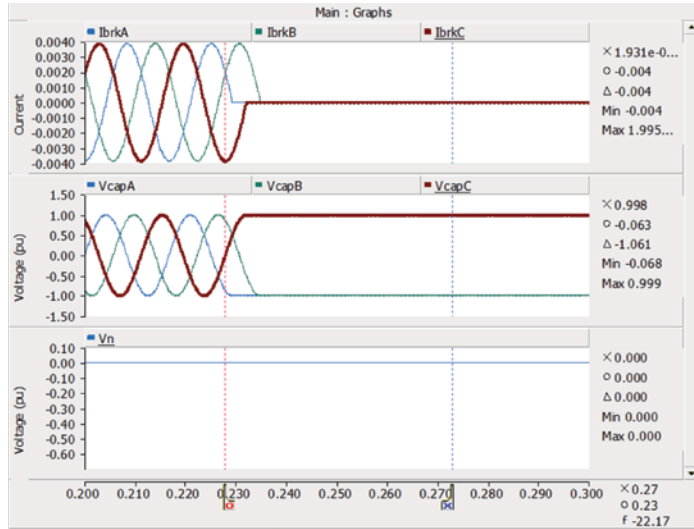 Main : Graphs
IbrkA IbrkB IbrkC
0.0040
0.0030
0.0020
0.0010
0.0000
-0.0010
-0.0020
-0.0030
-0.0040
Current
× 1.931e-0...
o -0.004
Δ -0.004
Min -0.004
Max 1.995...
VcapA VcapB VcapC
1.50
1.00
0.50
0.00
-0.50
-1.00
-1.50
Voltage (pu)
× 0.998
o -0.063
Δ -1.061
Min -0.068
Max 0.999
Vn
0.10
0.00
-0.10
-0.20
-0.30
-0.40
-0.50
-0.60
Voltage (pu)
× 0.000
o 0.000
Δ 0.000
Min 0.000
Max 0.000
0.200 0.210 0.220 0.230 0.240 0.250 0.260 0.270 0.280 0.290 0.300
× 0.27
o 0.23
f -22.17